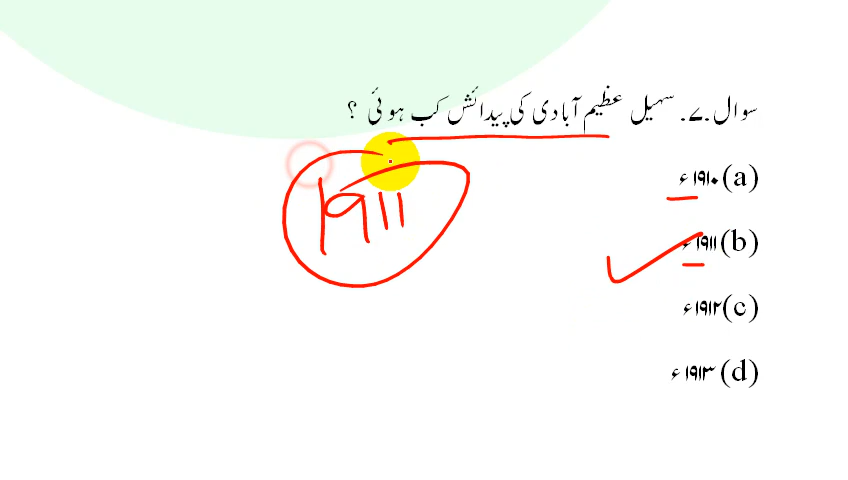 سوال.۷. سہیل عظیم آبادی کی پیدائش کب ہوئی ؟
(a) ۱۹۱۰ء
1911
(b) ۱۹۱۱ء
(c) ۱۹۱۲ء
(d) ۱۹۱۳ء